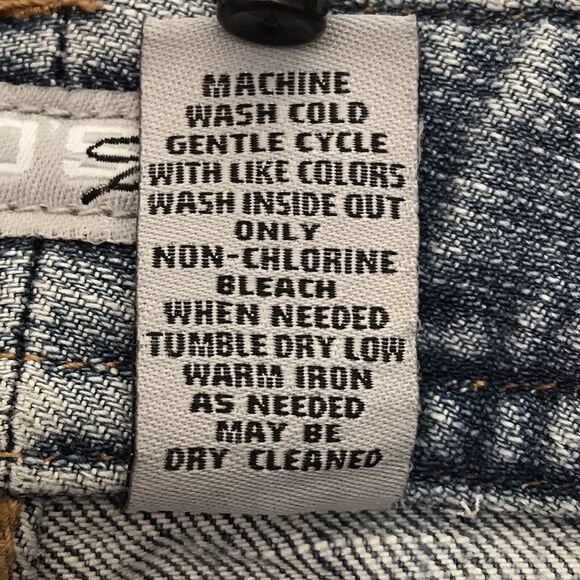 MACHINE
WASH COLD
GENTLE CYCLE
WITH LIKE COLORS
WASH INSIDE OUT
ONLY
NON-CHLORINE
BLEACH
WHEN NEEDED
TUMBLE DRY LOW
WARM IRON
AS NEEDED
MAY BE
DRY CLEANED